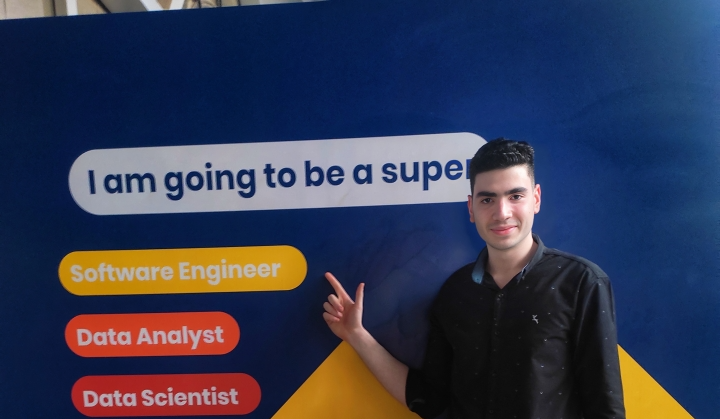 I am going to be a super
Software Engineer
Data Analyst
Data Scientist